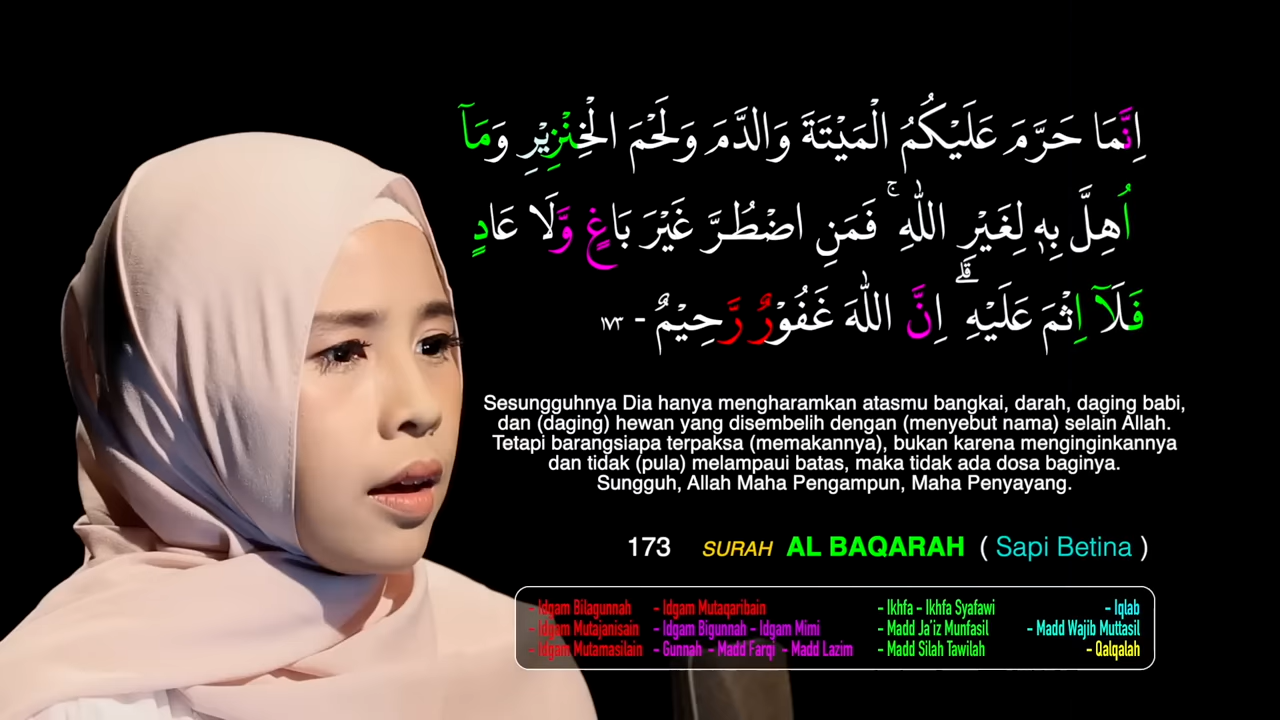 اِنَّمَا حَرَّمَ عَلَيْكُمُ الْمَيْتَةَ وَالدَّمَ وَلَحْمَ الْخِنْزِيْرِ وَمَآ
اُهِلَّ بِهٖ لِغَيْرِ اللّٰهِ ۚ فَمَنِ اضْطُرَّ غَيْرَ بَاغٍ وَّلَا عَادٍ
فَلَآ اِثْمَ عَلَيْهِ ۗ اِنَّ اللّٰهَ غَفُوْرٌ رَّحِيْمٌ - ١٧٣
Sesungguhnya Dia hanya mengharamkan atasmu bangkai, darah, daging babi,
dan (daging) hewan yang disembelih dengan (menyebut nama) selain Allah.
Tetapi barangsiapa terpaksa (memakannya), bukan karena menginginkannya
dan tidak (pula) melampaui batas, maka tidak ada dosa baginya.
Sungguh, Allah Maha Pengampun, Maha Penyayang.
173 SURAH AL BAQARAH ( Sapi Betina )
- Idgam Bilagunnah - Idgam Mutaqaribain - Ikhfa - Ikhfa Syafawi - Iqlab
- Idgam Mutajanisain - Idgam Bigunnah - Idgam Mimi - Madd Ja'iz Munfasil - Madd Wajib Muttasil
- Idgam Mutamasilain - Gunnah - Madd Farqi - Madd Lazim - Madd Silah Tawilah - Qalqalah